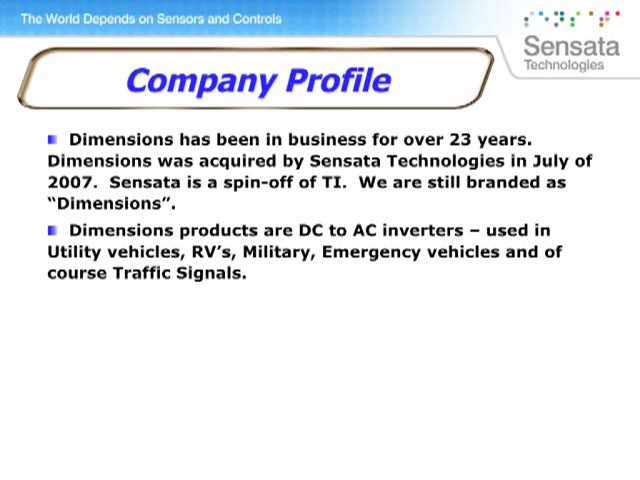 The World Depends on Sensors and Controls
Sensata
Technologies
Company Profile
Dimensions has been in business for over 23 years.
Dimensions was acquired by Sensata Technologies in July of
2007.  Sensata is a spin-off of TI.  We are still branded as
“Dimensions”.
Dimensions products are DC to AC inverters – used in
Utility vehicles, RV’s, Military, Emergency vehicles and of
course Traffic Signals.